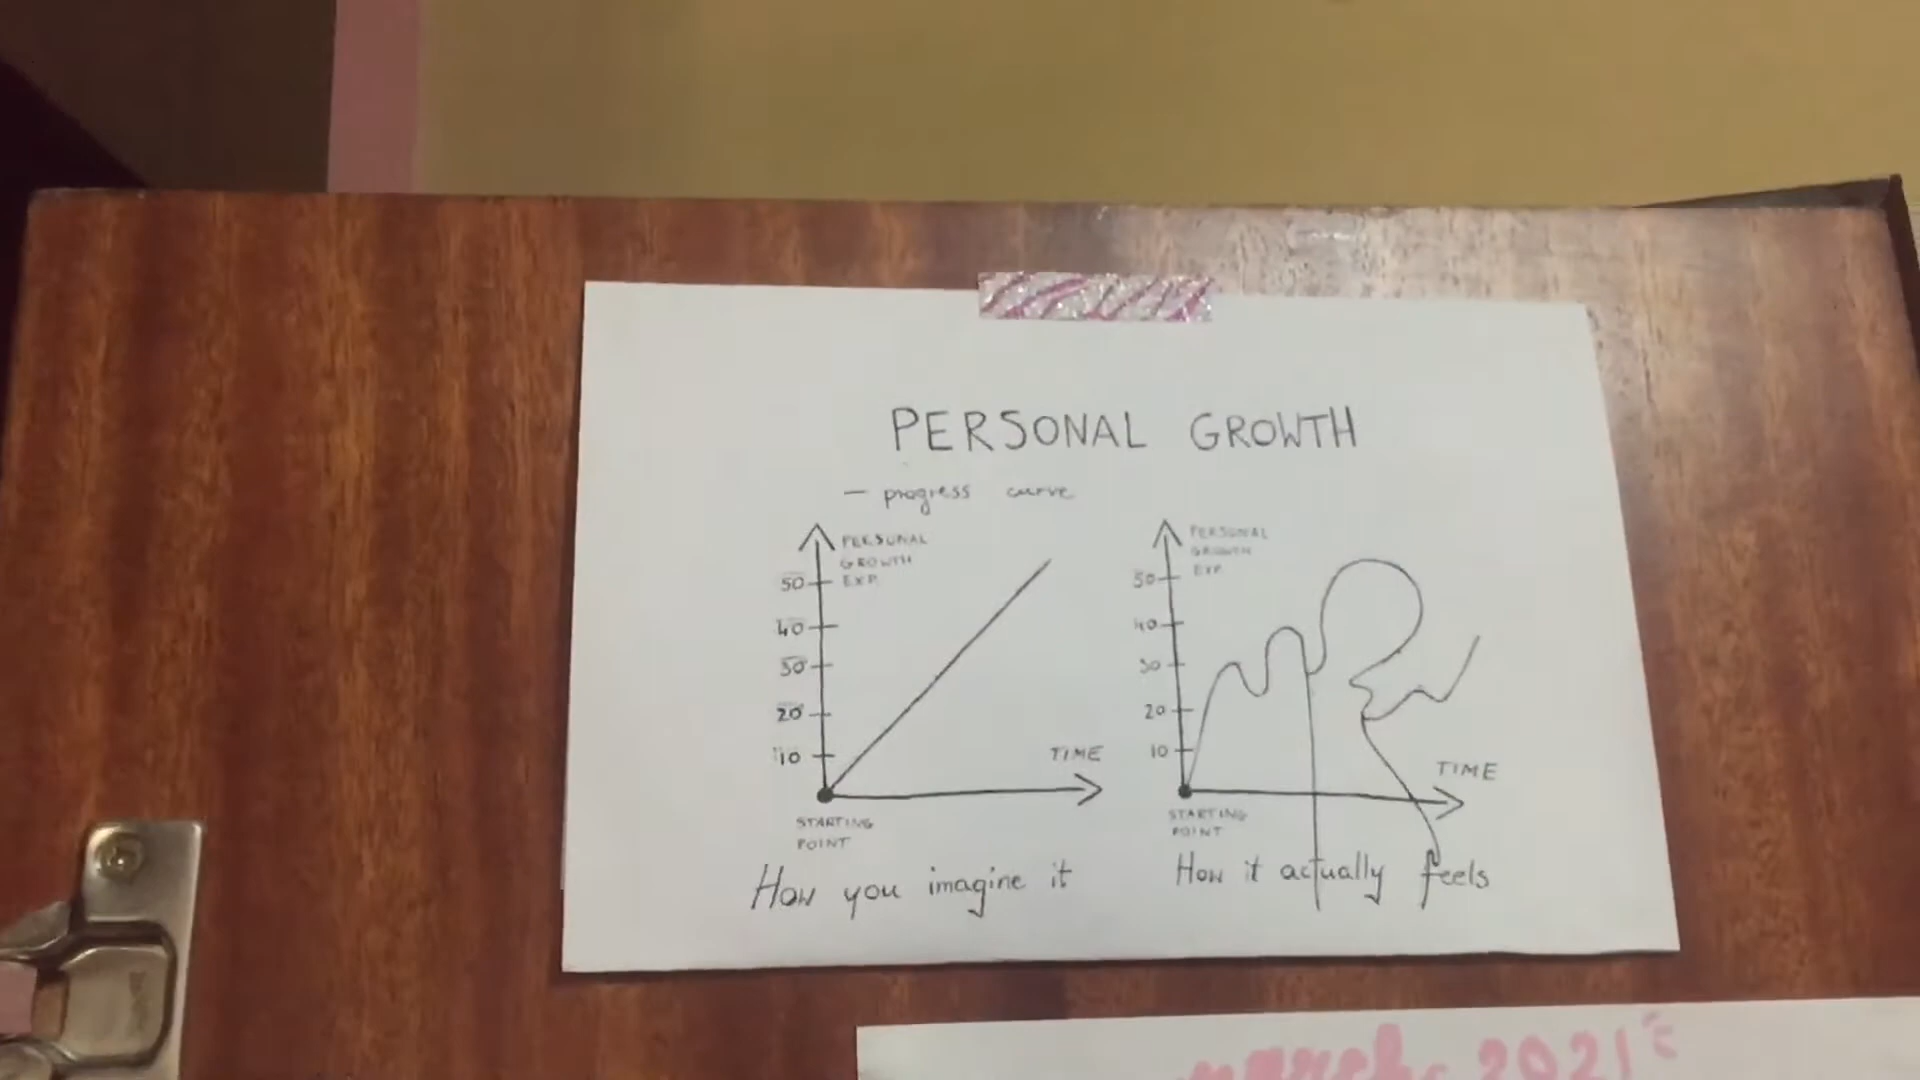 PERSONAL GROWTH
— progress curve
PERSONAL
GROWTH
EXP.
50
40
30
20
10
TIME
STARTING
POINT
How you imagine it
PERSONAL
GROWTH
EXP
50
40
30
20
10
TIME
STARTING
POINT
How it actually feels
march 2021